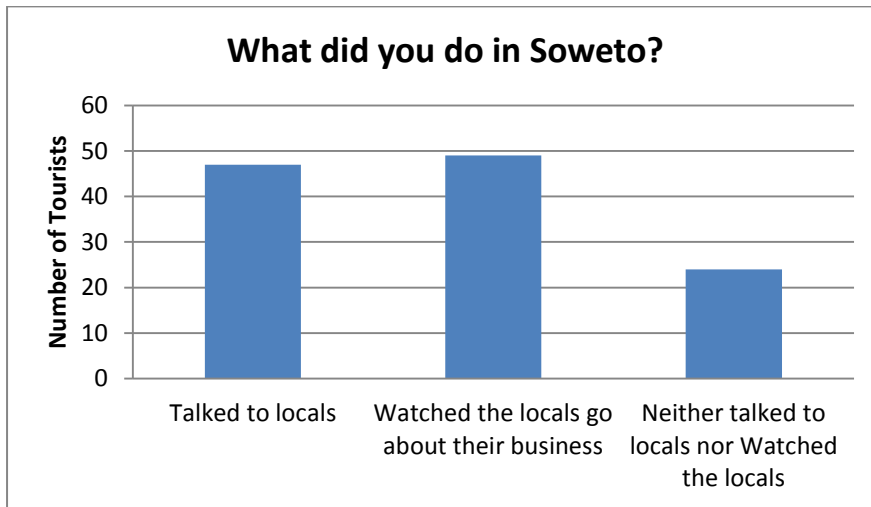 What did you do in Soweto?
Number of Tourists
60
50
40
30
20
10
0
Talked to locals
Watched the locals go
about their business
Neither talked to
locals nor Watched
the locals